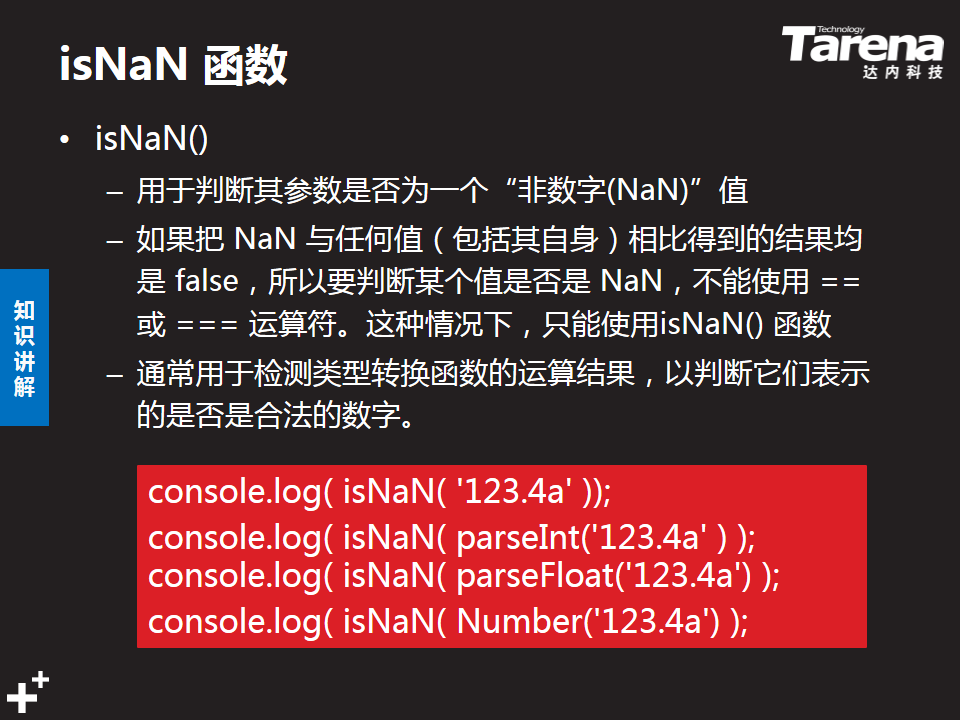 isNaN 函数
Technology
Tarena
达内科技
• isNaN()
– 用于判断其参数是否为一个“非数字(NaN)”值
– 如果把 NaN 与任何值（包括其自身）相比得到的结果均
是 false，所以要判断某个值是否是 NaN，不能使用 ==
或 === 运算符。这种情况下，只能使用isNaN() 函数
– 通常用于检测类型转换函数的运算结果，以判断它们表示
的是否是合法的数字。
知
识
讲
解
console.log( isNaN( '123.4a' ));
console.log( isNaN( parseInt('123.4a' ) );
console.log( isNaN( parseFloat('123.4a') );
console.log( isNaN( Number('123.4a') );